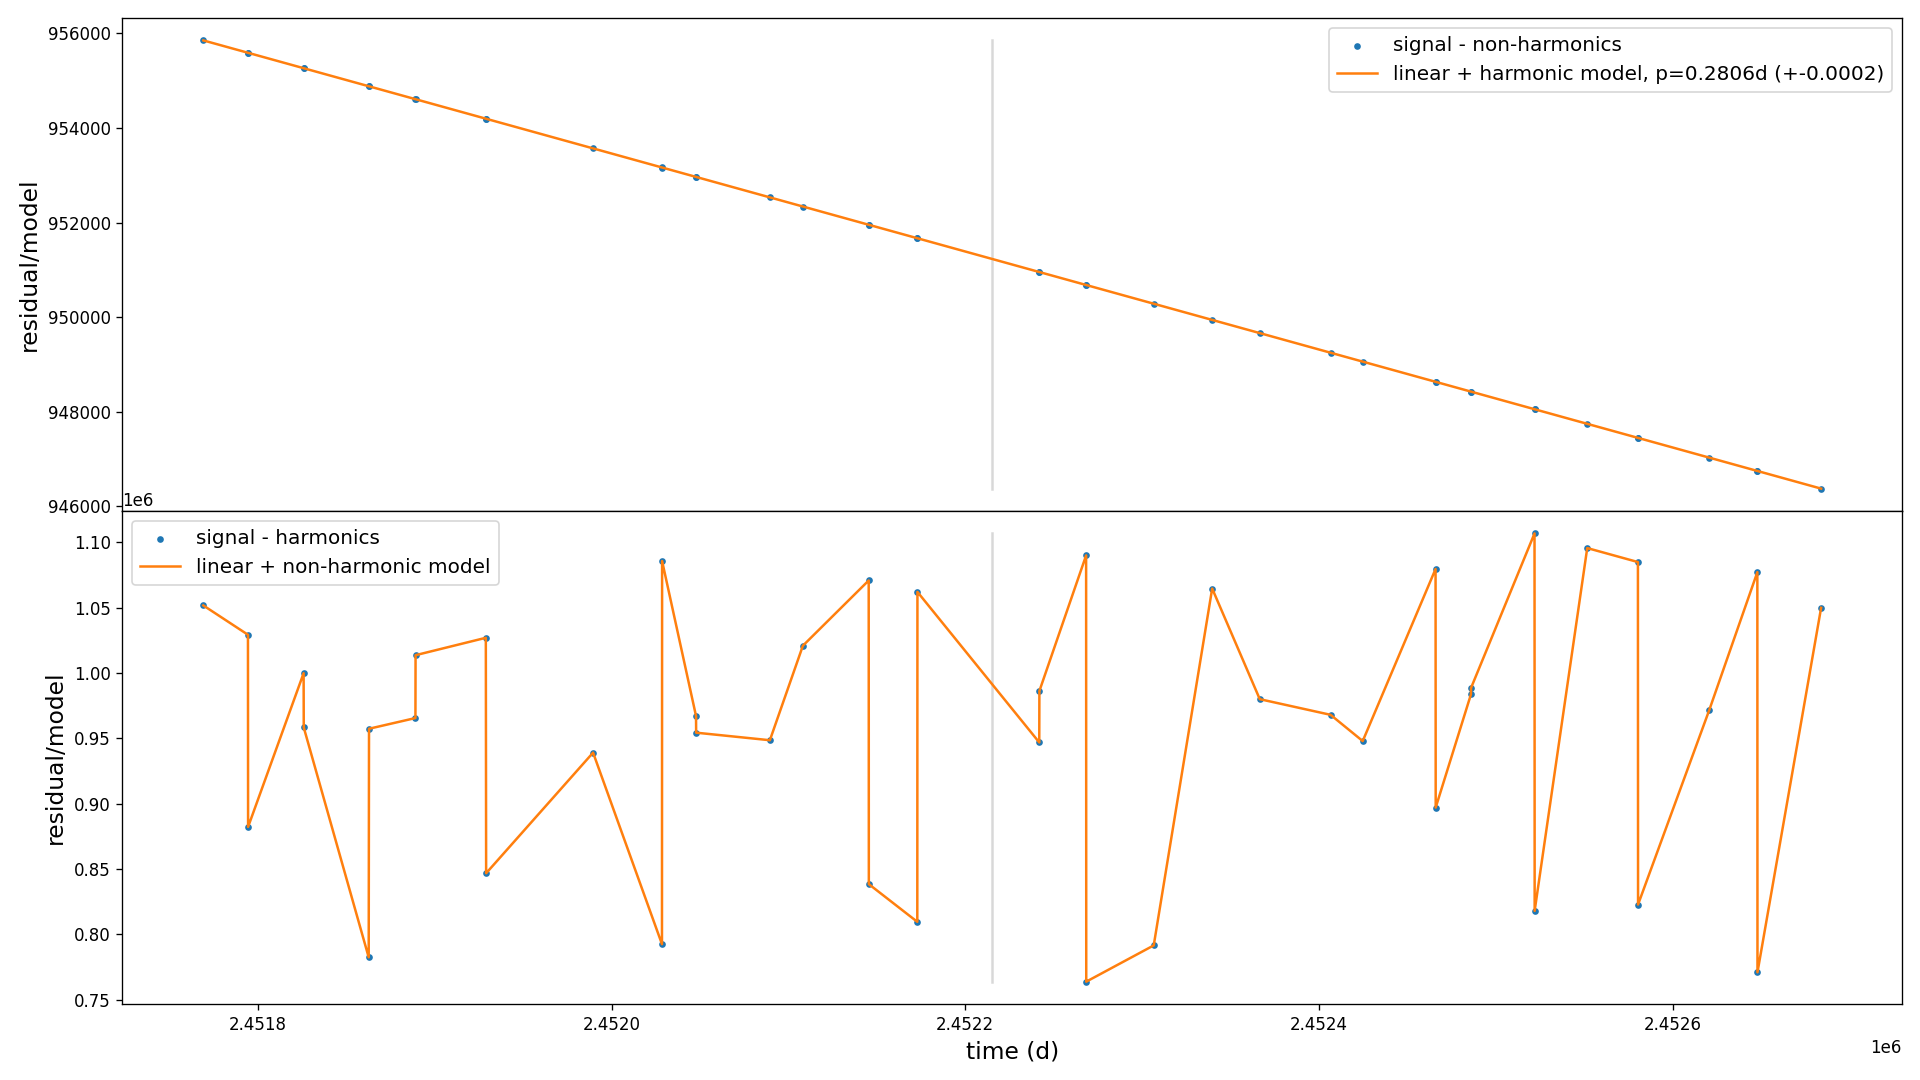 956000
954000
952000
950000
948000
946000
residual/model
signal - non-harmonics
linear + harmonic model, p=0.2806d (+-0.0002)
1e6
1.10
1.05
1.00
0.95
0.90
0.85
0.80
0.75
residual/model
signal - harmonics
linear + non-harmonic model
2.4518
2.4520
2.4522
2.4524
2.4526
time (d)
1e6